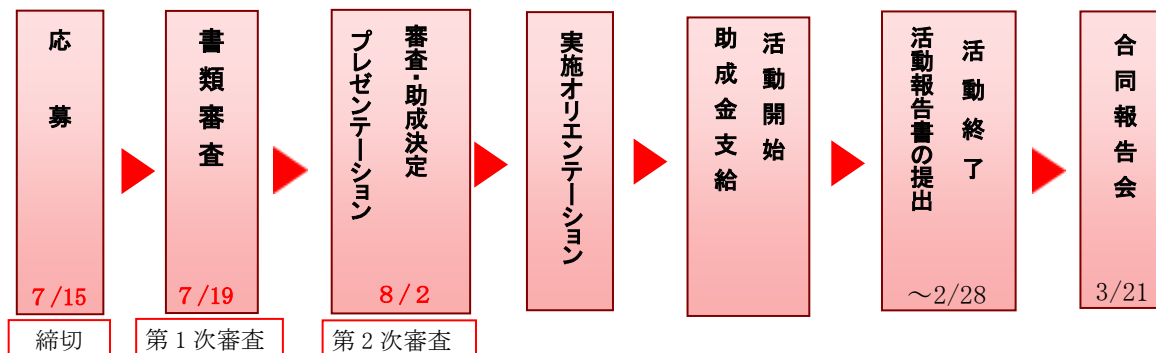 応募
7/15
締切
書類審査
7/19
第1次審査
審査・助成決定
プレゼンテーション
8/2
第2次審査
実施オリエンテーション
活動開始
助成金支給
活動終了
活動報告書の提出
～2/28
合同報告会
3/21